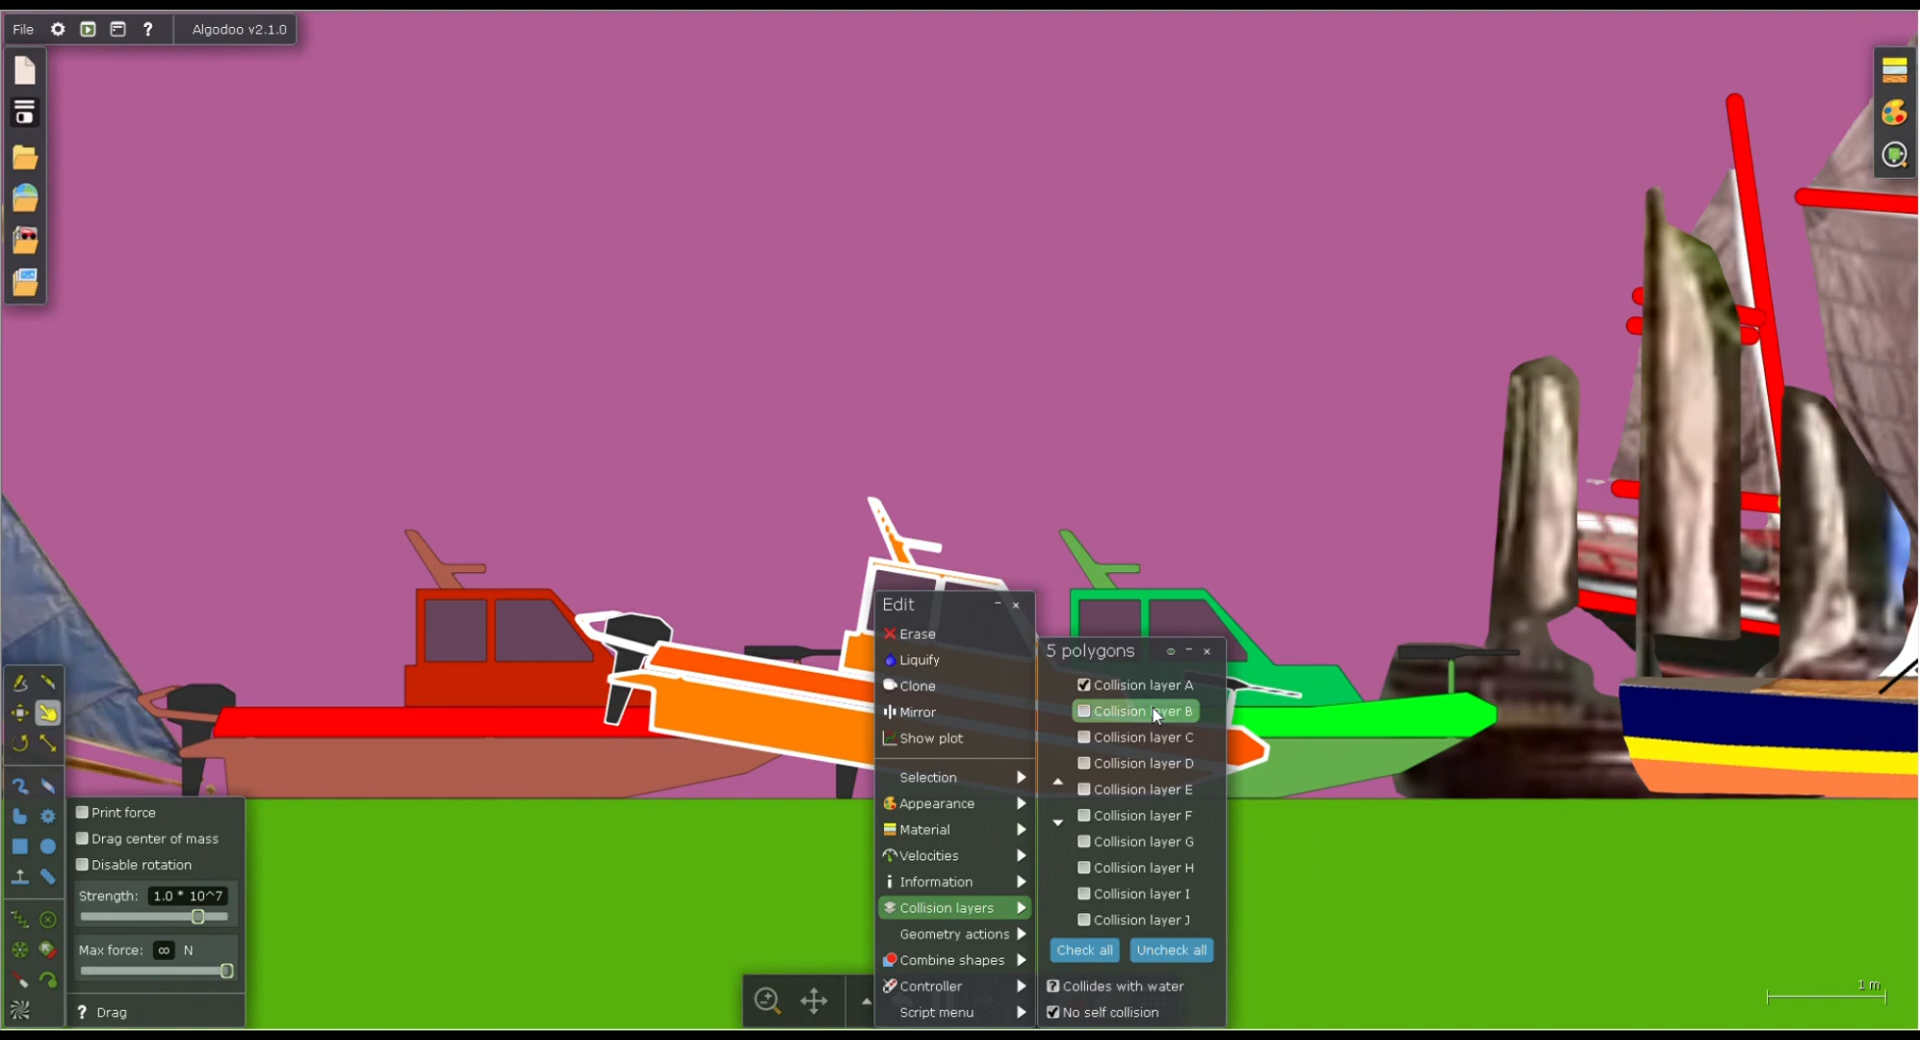 File
?
Algodoo v2.1.0
Edit
Erase
Liquify
Clone
Mirror
Show plot
Selection
Appearance
Material
Velocities
Information
Collision layers
Geometry actions
Combine shapes
Controller
Script menu
5 polygons
Collision layer A
Collision layer B
Collision layer C
Collision layer D
Collision layer E
Collision layer F
Collision layer G
Collision layer H
Collision layer I
Collision layer J
Check all
Uncheck all
? Collides with water
No self collision
Print force
Drag center of mass
Disable rotation
Strength: 1.0 * 10^7
Max force: ∞ N
? Drag
1 m